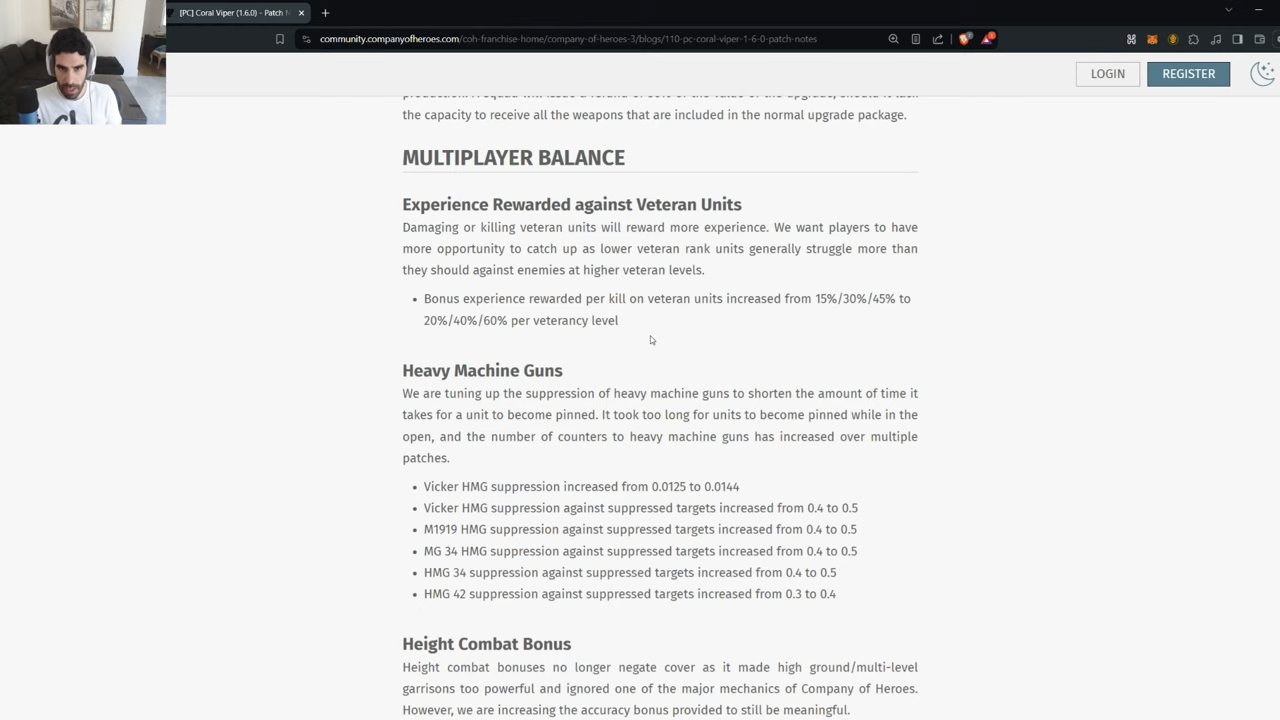 [PC] Coral Viper (1.6.0) - Patch N
community.companyofheroes.com/coh-franchise-home/company-of-heroes-3/blogs/110-pc-coral-viper-1-6-0-patch-notes
LOGIN
REGISTER
the capacity to receive all the weapons that are included in the normal upgrade package.
MULTIPLAYER BALANCE
Experience Rewarded against Veteran Units
Damaging or killing veteran units will reward more experience. We want players to have
more opportunity to catch up as lower veteran rank units generally struggle more than
they should against enemies at higher veteran levels.
• Bonus experience rewarded per kill on veteran units increased from 15%/30%/45% to
20%/40%/60% per veterancy level
Heavy Machine Guns
We are tuning up the suppression of heavy machine guns to shorten the amount of time it
takes for a unit to become pinned. It took too long for units to become pinned while in the
open, and the number of counters to heavy machine guns has increased over multiple
patches.
• Vicker HMG suppression increased from 0.0125 to 0.0144
• Vicker HMG suppression against suppressed targets increased from 0.4 to 0.5
• M1919 HMG suppression against suppressed targets increased from 0.4 to 0.5
• MG 34 HMG suppression against suppressed targets increased from 0.4 to 0.5
• HMG 34 suppression against suppressed targets increased from 0.4 to 0.5
• HMG 42 suppression against suppressed targets increased from 0.3 to 0.4
Height Combat Bonus
Height combat bonuses no longer negate cover as it made high ground/multi-level
garrisons too powerful and ignored one of the major mechanics of Company of Heroes.
However, we are increasing the accuracy bonus provided to still be meaningful.